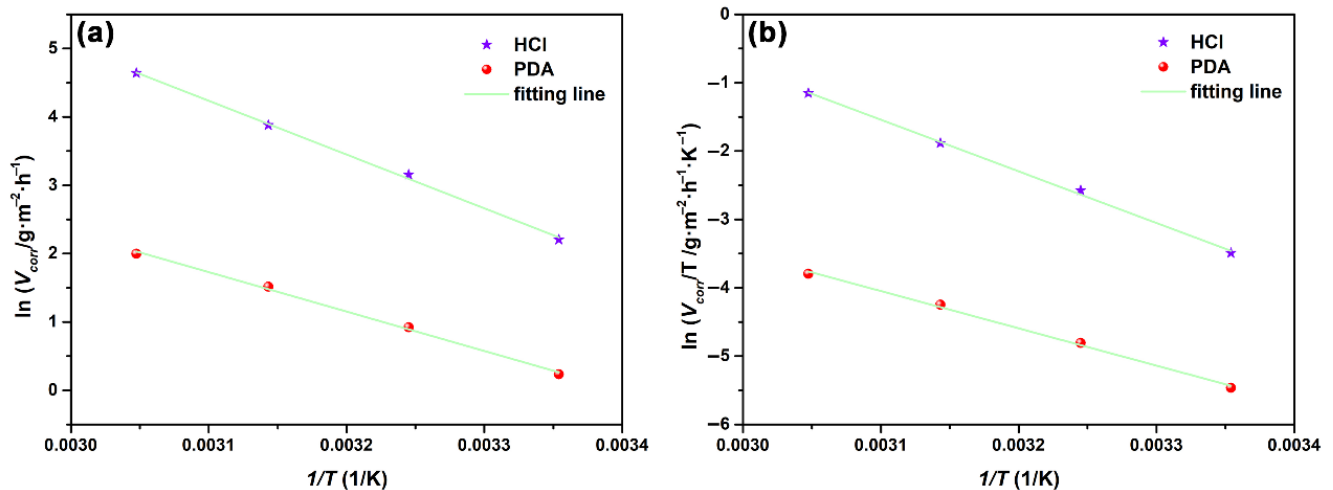 (a)
HCl
PDA
fitting line
5
4
3
2
1
0
ln (V_corr/g·m⁻²·h⁻¹)
0.0030
0.0031
0.0032
0.0033
0.0034
1/T (1/K)
(b)
HCl
PDA
fitting line
0
−1
−2
−3
−4
−5
−6
ln (V_corr/T /g·m⁻²·h⁻¹·K⁻¹)
0.0030
0.0031
0.0032
0.0033
0.0034
1/T (1/K)